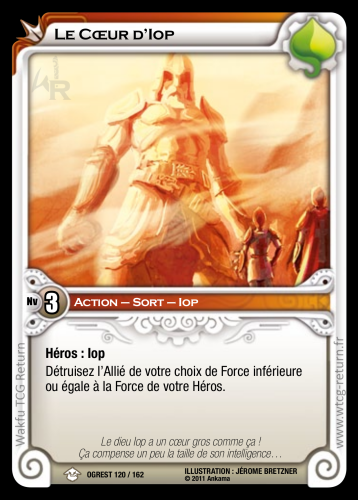 Le Cœur d'Iop
WR
Nv 3 Action – Sort – Iop
Héros : Iop
Détruisez l'Allié de votre choix de Force inférieure
ou égale à la Force de votre Héros.
Le dieu Iop a un cœur gros comme ça !
Ça compense un peu la taille de son intelligence…
OGREST 120 / 162
ILLUSTRATION : JÉROME BRETZNER
© 2011 Ankama
Wakfu TCG Return
www.wtcg-return.fr